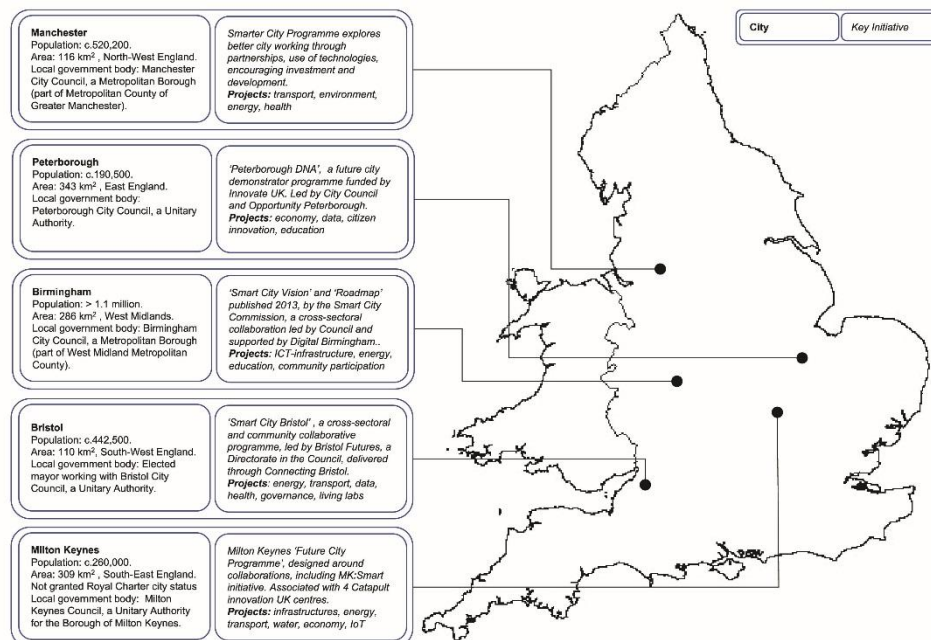 City
Key Initiative
Manchester
Population: c.520,200.
Area: 116 km², North-West England.
Local government body: Manchester
City Council, a Metropolitan Borough
(part of Metropolitan County of
Greater Manchester).
Smarter City Programme explores
better city working through
partnerships, use of technologies,
encouraging investment and
development.
Projects: transport, environment,
energy, health
Peterborough
Population: c.190,500.
Area: 343 km², East England.
Local government body:
Peterborough City Council, a Unitary
Authority.
'Peterborough DNA', a future city
demonstrator programme funded by
Innovate UK. Led by City Council
and Opportunity Peterborough.
Projects: economy, data, citizen
innovation, education
Birmingham
Population: > 1.1 million.
Area: 286 km², West Midlands.
Local government body: Birmingham
City Council, a Metropolitan Borough
(part of West Midland Metropolitan
County).
'Smart City Vision' and 'Roadmap'
published 2013, by the Smart City
Commission, a cross-sectoral
collaboration led by Council and
supported by Digital Birmingham..
Projects: ICT-infrastructure, energy,
education, community participation
Bristol
Population: c.442,500.
Area: 110 km², South-West England.
Local government body: Elected
mayor working with Bristol City
Council, a Unitary Authority.
'Smart City Bristol', a cross-sectoral
and community collaborative
programme, led by Bristol Futures, a
Directorate in the Council, delivered
through Connecting Bristol.
Projects: energy, transport, data,
health, governance, living labs
Milton Keynes
Population: c.260,000.
Area: 309 km², South-East England.
Not granted Royal Charter city status
Local government body: Milton
Keynes Council, a Unitary Authority
for the Borough of Milton Keynes.
Milton Keynes 'Future City
Programme', designed around
collaborations, including MK:Smart
initiative. Associated with 4 Catapult
innovation UK centres.
Projects: infrastructures, energy,
transport, water, economy, IoT